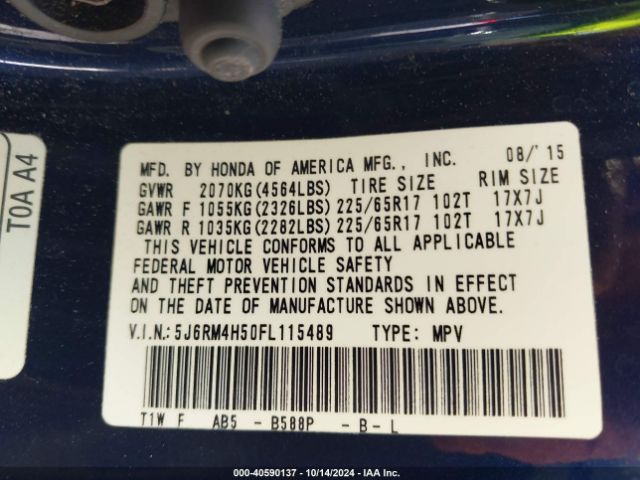 T0A A4
MFD. BY HONDA OF AMERICA MFG., INC. 08/'15
GVWR 2070KG(4564LBS) TIRE SIZE RIM SIZE
GAWR F 1055KG(2326LBS) 225/65R17 102T 17X7J
GAWR R 1035KG(2282LBS) 225/65R17 102T 17X7J
THIS VEHICLE CONFORMS TO ALL APPLICABLE
FEDERAL MOTOR VEHICLE SAFETY
AND THEFT PREVENTION STANDARDS IN EFFECT
ON THE DATE OF MANUFACTURE SHOWN ABOVE.
V.I.N.: 5J6RM4H50FL115489 TYPE: MPV
T1W F AB5 - B588P - B - L
000-40590137 - 10/14/2024 - IAA Inc.